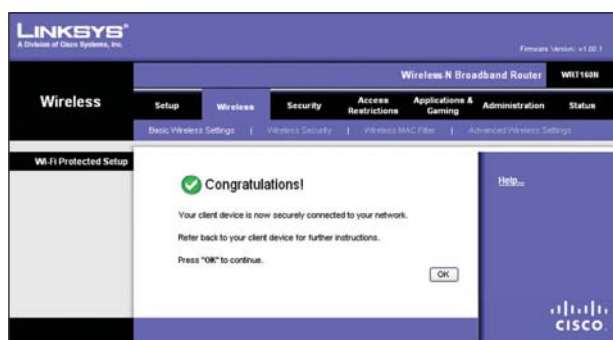 LINKSYS®
A Division of Cisco Systems, Inc.
Firmware Version: v1.00.1
Wireless-N Broadband Router WRT160N
Wireless
Setup Wireless Security Access Restrictions Applications & Gaming Administration Status
Basic Wireless Settings | Wireless Security | Wireless MAC Filter | Advanced Wireless Settings
Wi-Fi Protected Setup
Congratulations!
Help...
Your client device is now securely connected to your network.
Refer back to your client device for further instructions.
Press "OK" to continue.
OK
CISCO